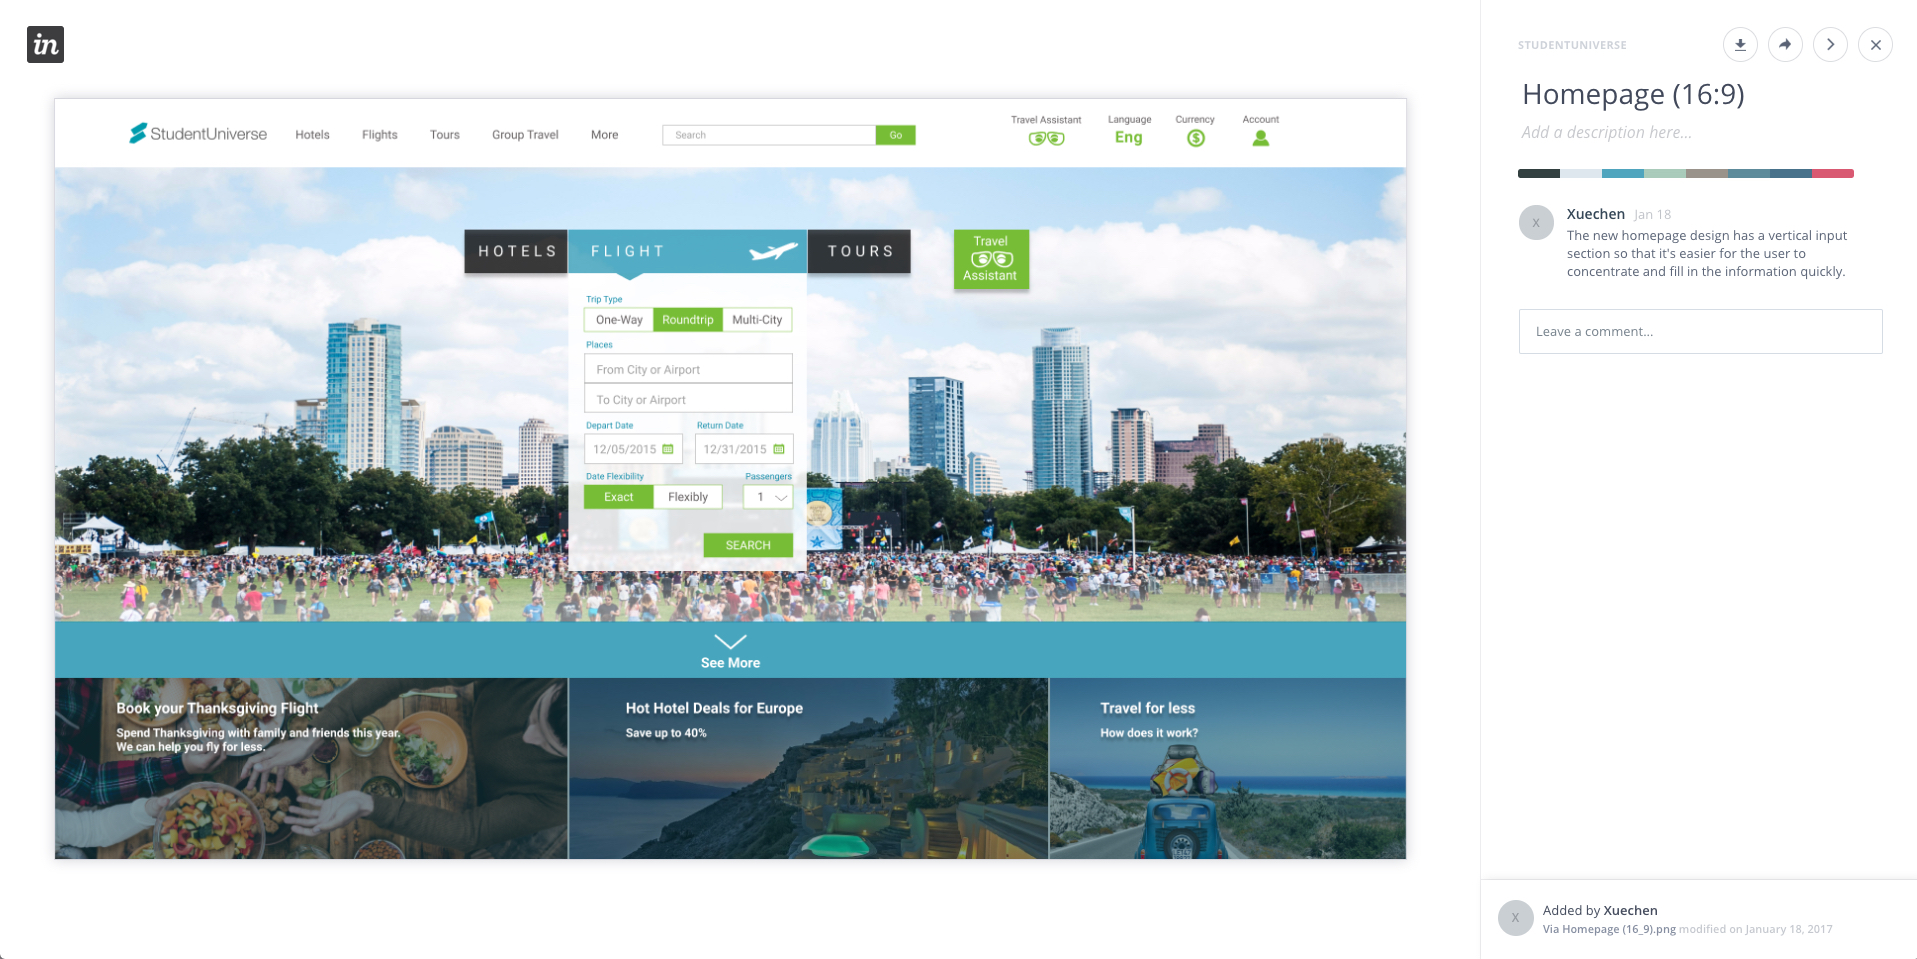 in
STUDENTUNIVERSE
Homepage (16:9)
Add a description here...
X
Xuechen Jan 18
The new homepage design has a vertical input
section so that it's easier for the user to
concentrate and fill in the information quickly.
Leave a comment...
X
Added by Xuechen
Via Homepage (16_9).png modified on January 18, 2017
StudentUniverse
Hotels
Flights
Tours
Group Travel
More
Search
Go
Travel Assistant
Language
Eng
Currency
$
Account
HOTELS
FLIGHT
TOURS
Travel
Assistant
Trip Type
One-Way
Roundtrip
Multi-City
Places
From City or Airport
To City or Airport
Depart Date
Return Date
12/05/2015
12/31/2015
Date Flexibility
Passengers
Exact
Flexibly
1
SEARCH
See More
Book your Thanksgiving Flight
Spend Thanksgiving with family and friends this year.
We can help you fly for less.
Hot Hotel Deals for Europe
Save up to 40%
Travel for less
How does it work?